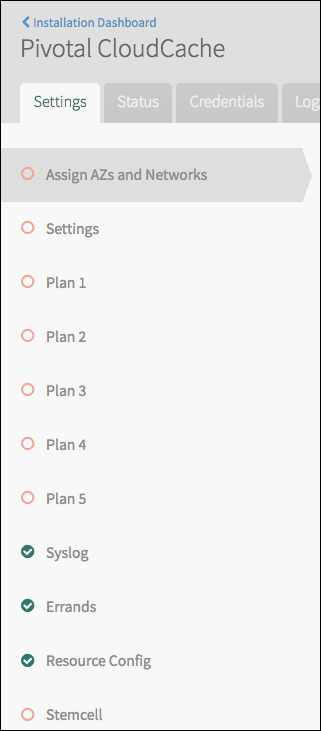 Installation Dashboard
Pivotal CloudCache
Settings Status Credentials Log
Assign AZs and Networks
Settings
Plan 1
Plan 2
Plan 3
Plan 4
Plan 5
Syslog
Errands
Resource Config
Stemcell